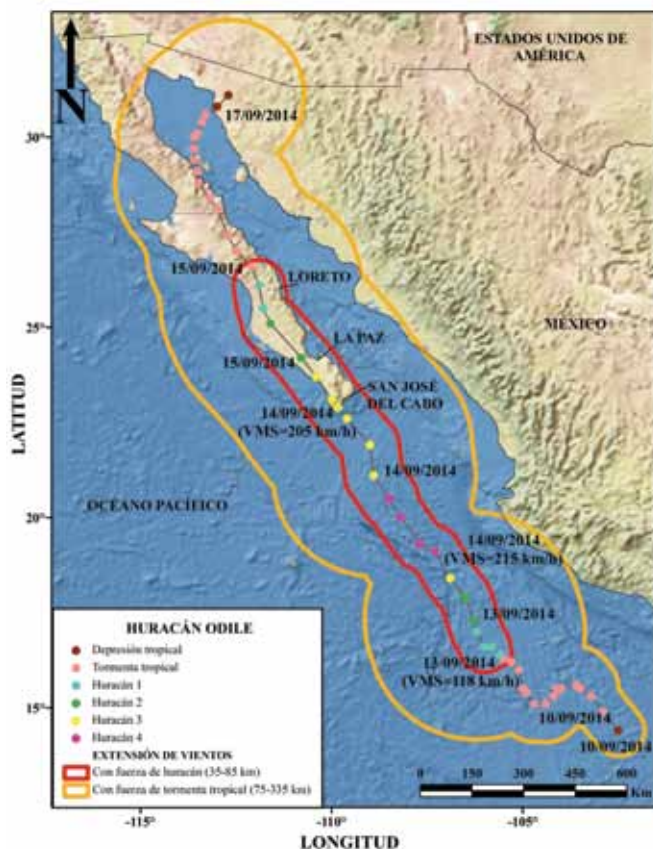 ESTADOS UNIDOS DE
AMÉRICA
N
17/09/2014
30°
15/09/2014
LORETO
MÉXICO
25°
LA PAZ
15/09/2014
SAN JOSÉ
DEL CABO
14/09/2014
(VMS=205 km/h)
LATITUD
14/09/2014
OCÉANO PACÍFICO
20°
14/09/2014
(VMS=215 km/h)
13/09/2014
13/09/2014
(VMS=118 km/h)
15°
10/09/2014
10/09/2014
HURACÁN ODILE
Depresión tropical
Tormenta tropical
Huracán 1
Huracán 2
Huracán 3
Huracán 4
EXTENSIÓN DE VIENTOS
Con fuerza de huracán (35-85 km)
Con fuerza de tormenta tropical (75-335 km)
0 150 300 450 600
Km
-115° -110° -105°
LONGITUD